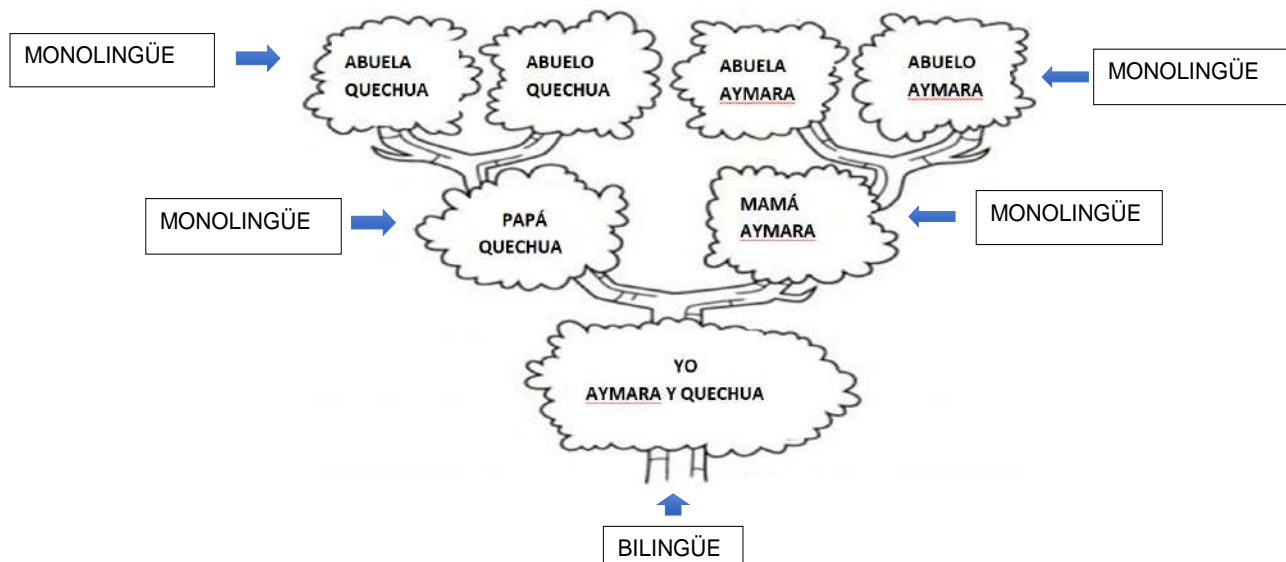 MONOLINGÜE
ABUELA
QUECHUA
ABUELO
QUECHUA
ABUELA
AYMARA
ABUELO
AYMARA
MONOLINGÜE
MONOLINGÜE
PAPÁ
QUECHUA
MAMÁ
AYMARA
MONOLINGÜE
YO
AYMARA Y QUECHUA
BILINGÜE